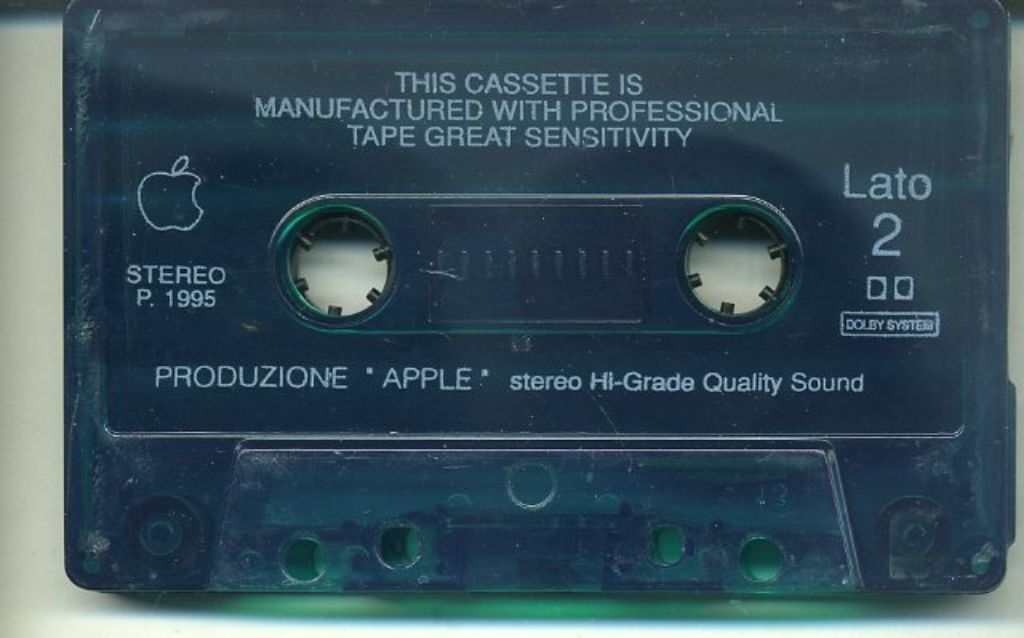 THIS CASSETTE IS
MANUFACTURED WITH PROFESSIONAL
TAPE GREAT SENSITIVITY
Lato
2
STEREO
P. 1995
DOLBY SYSTEM
PRODUZIONE "APPLE" stereo Hi-Grade Quality Sound